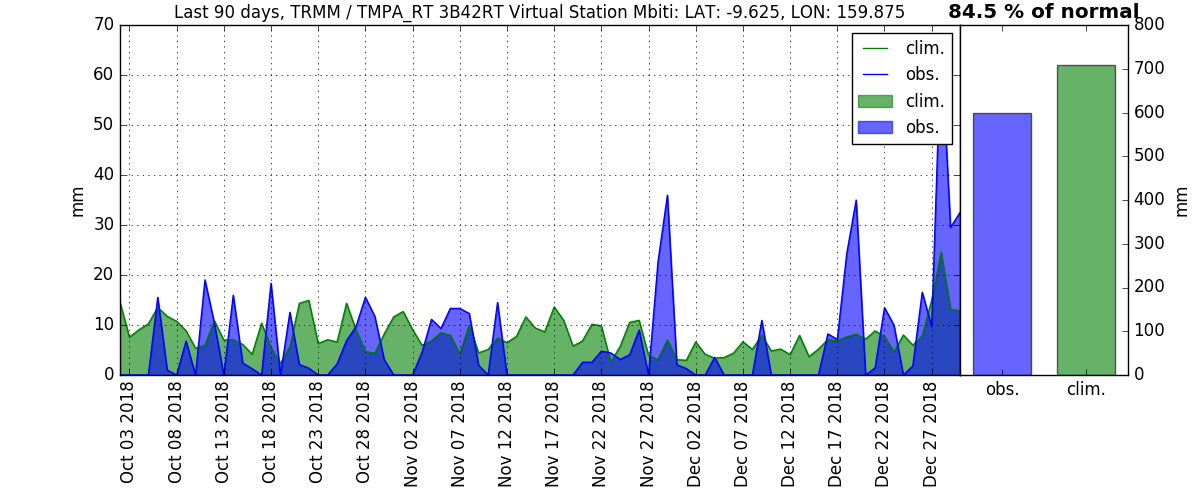 Last 90 days, TRMM / TMPA_RT 3B42RT Virtual Station Mbiti: LAT: -9.625, LON: 159.875
84.5 % of normal
70
60
50
40
30
20
10
0
mm
clim.
obs.
clim.
obs.
Oct 03 2018
Oct 08 2018
Oct 13 2018
Oct 18 2018
Oct 23 2018
Oct 28 2018
Nov 02 2018
Nov 07 2018
Nov 12 2018
Nov 17 2018
Nov 22 2018
Nov 27 2018
Dec 02 2018
Dec 07 2018
Dec 12 2018
Dec 17 2018
Dec 22 2018
Dec 27 2018
obs.
clim.
800
700
600
500
400
300
200
100
0
mm